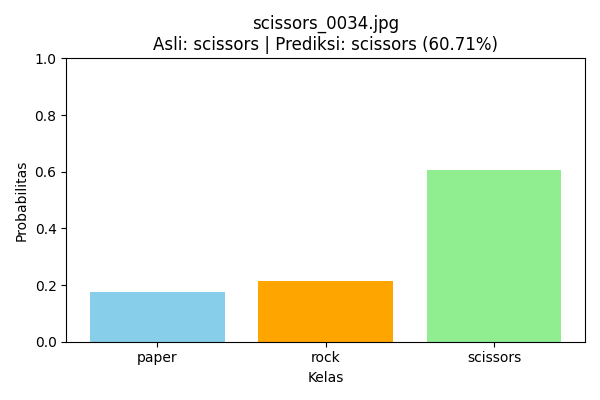 scissors_0034.jpg
Asli: scissors | Prediksi: scissors (60.71%)
1.0
0.8
0.6
0.4
0.2
0.0
Probabilitas
paper
rock
scissors
Kelas